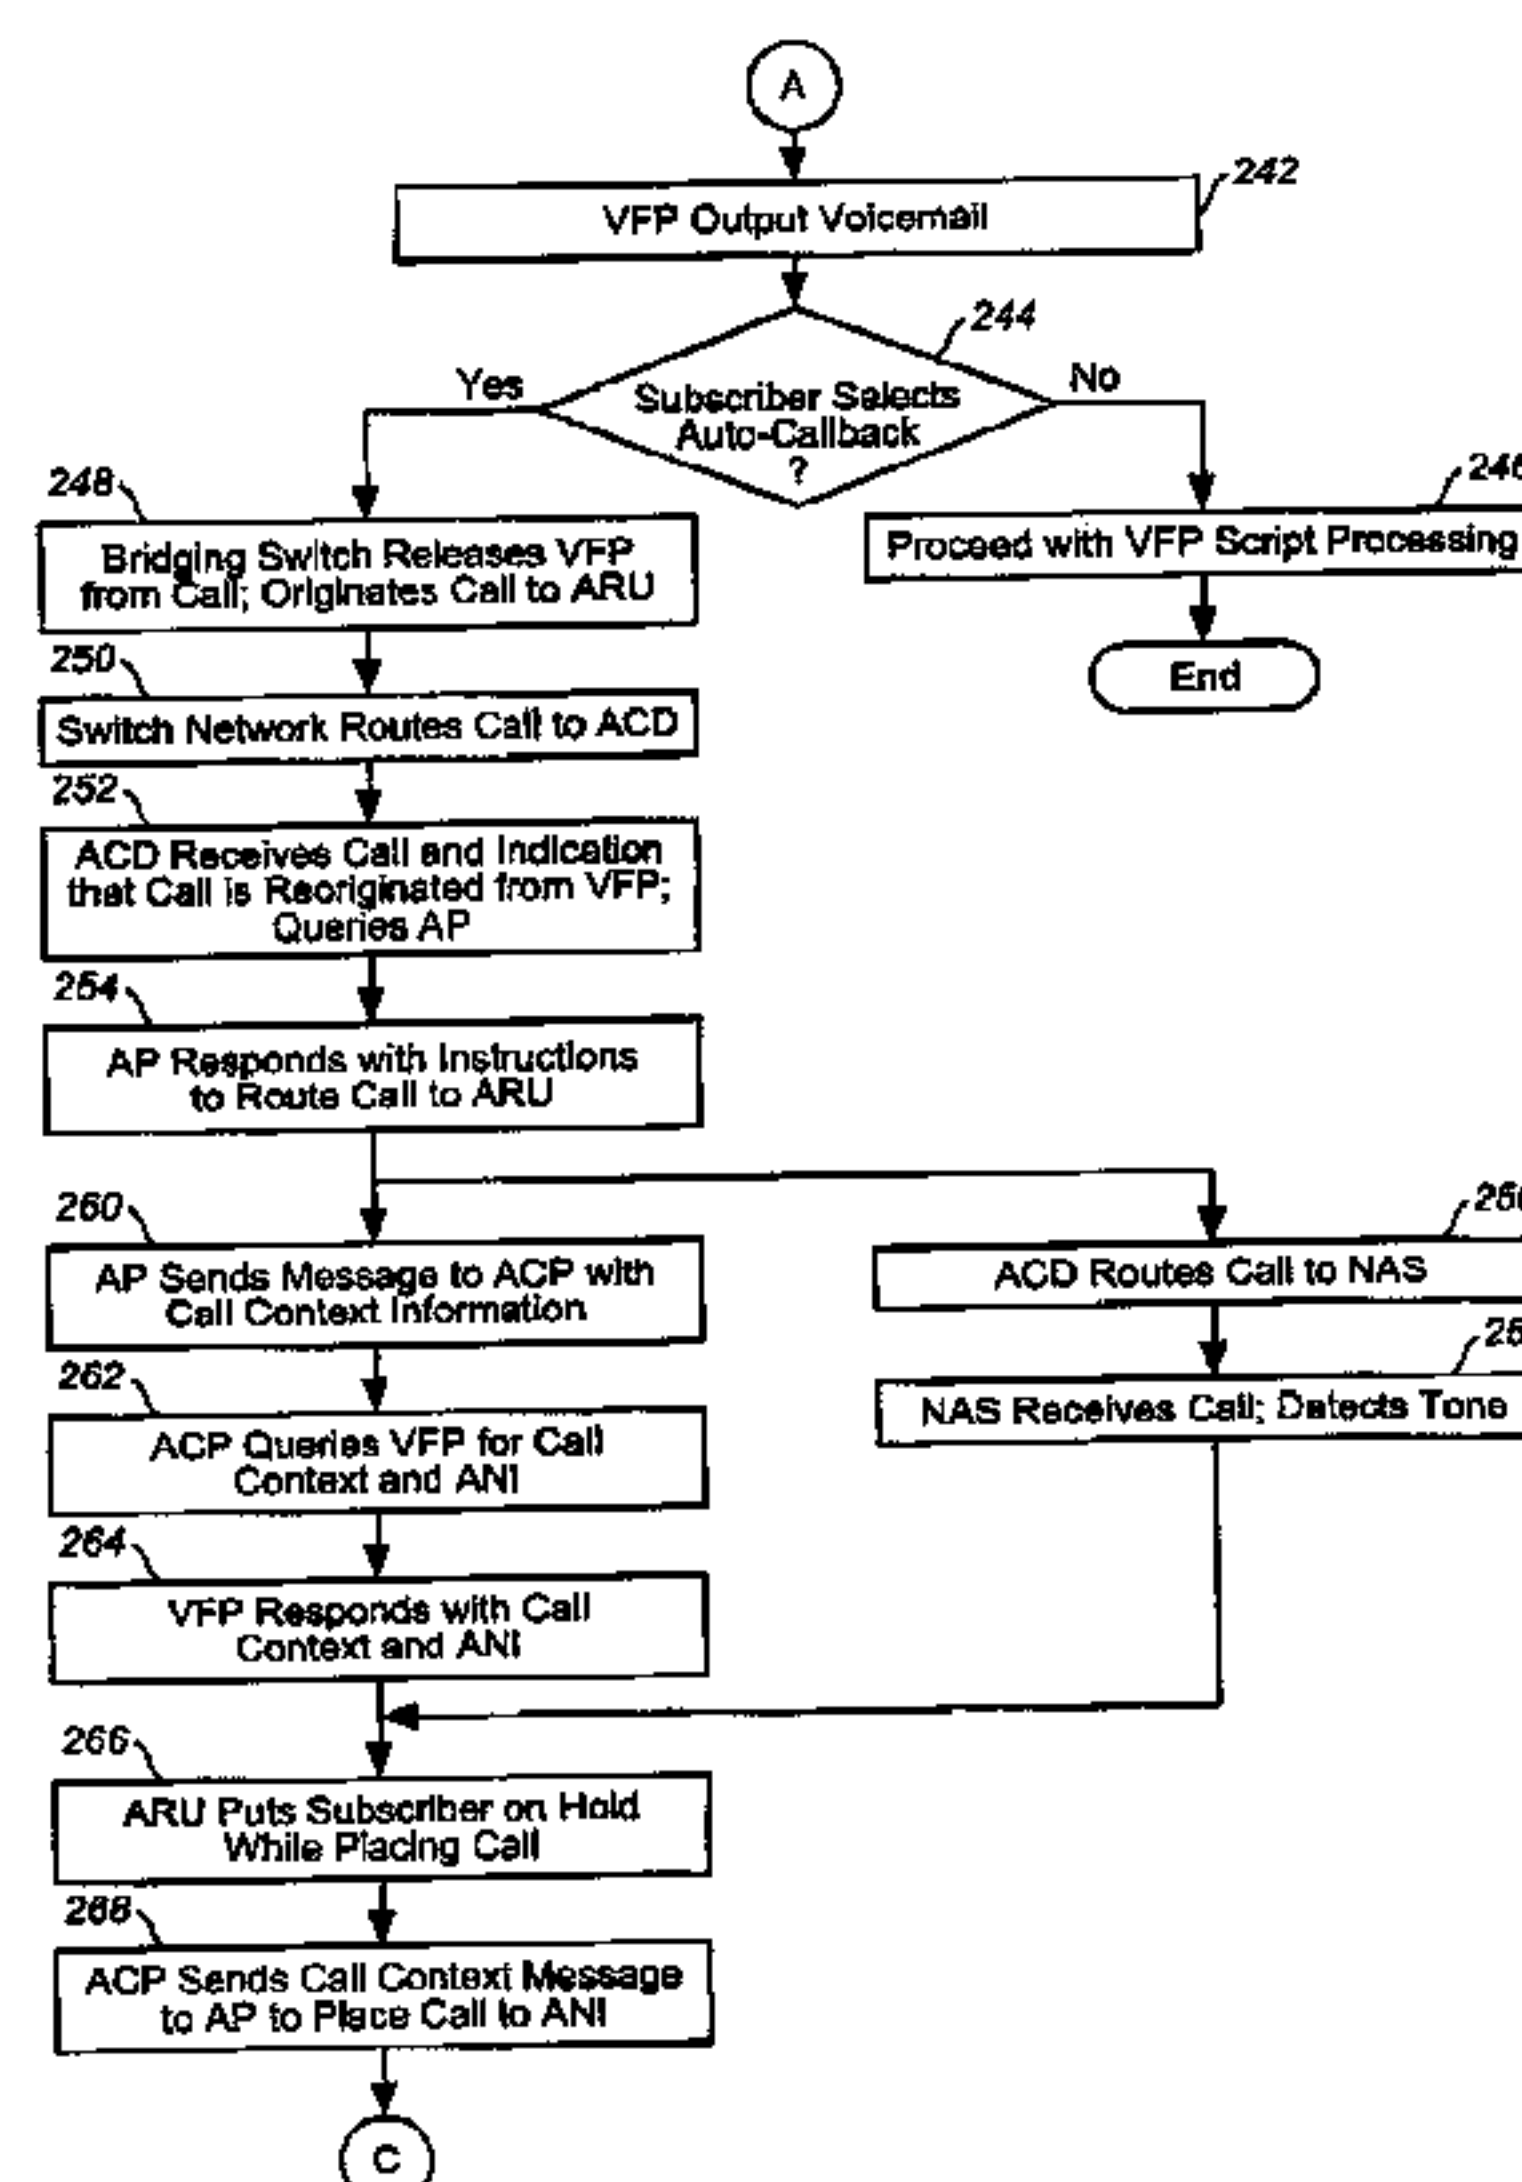 A
242
VFP Output Voicemail
244
Yes
No
Subscriber Selects
Auto-Callback
?
248
Bridging Switch Releases VFP
from Call; Originates Call to ARU
246
Proceed with VFP Script Processing
End
250
Switch Network Routes Call to ACD
252
ACD Receives Call and Indication
that Call is Reoriginated from VFP;
Queries AP
254
AP Responds with Instructions
to Route Call to ARU
260
AP Sends Message to ACP with
Call Context Information
ACD Routes Call to NAS
262
ACP Queries VFP for Call
Context and ANI
NAS Receives Call; Detects Tone
264
VFP Responds with Call
Context and ANI
266
ARU Puts Subscriber on Hold
While Placing Call
268
ACP Sends Call Context Message
to AP to Place Call to ANI
C